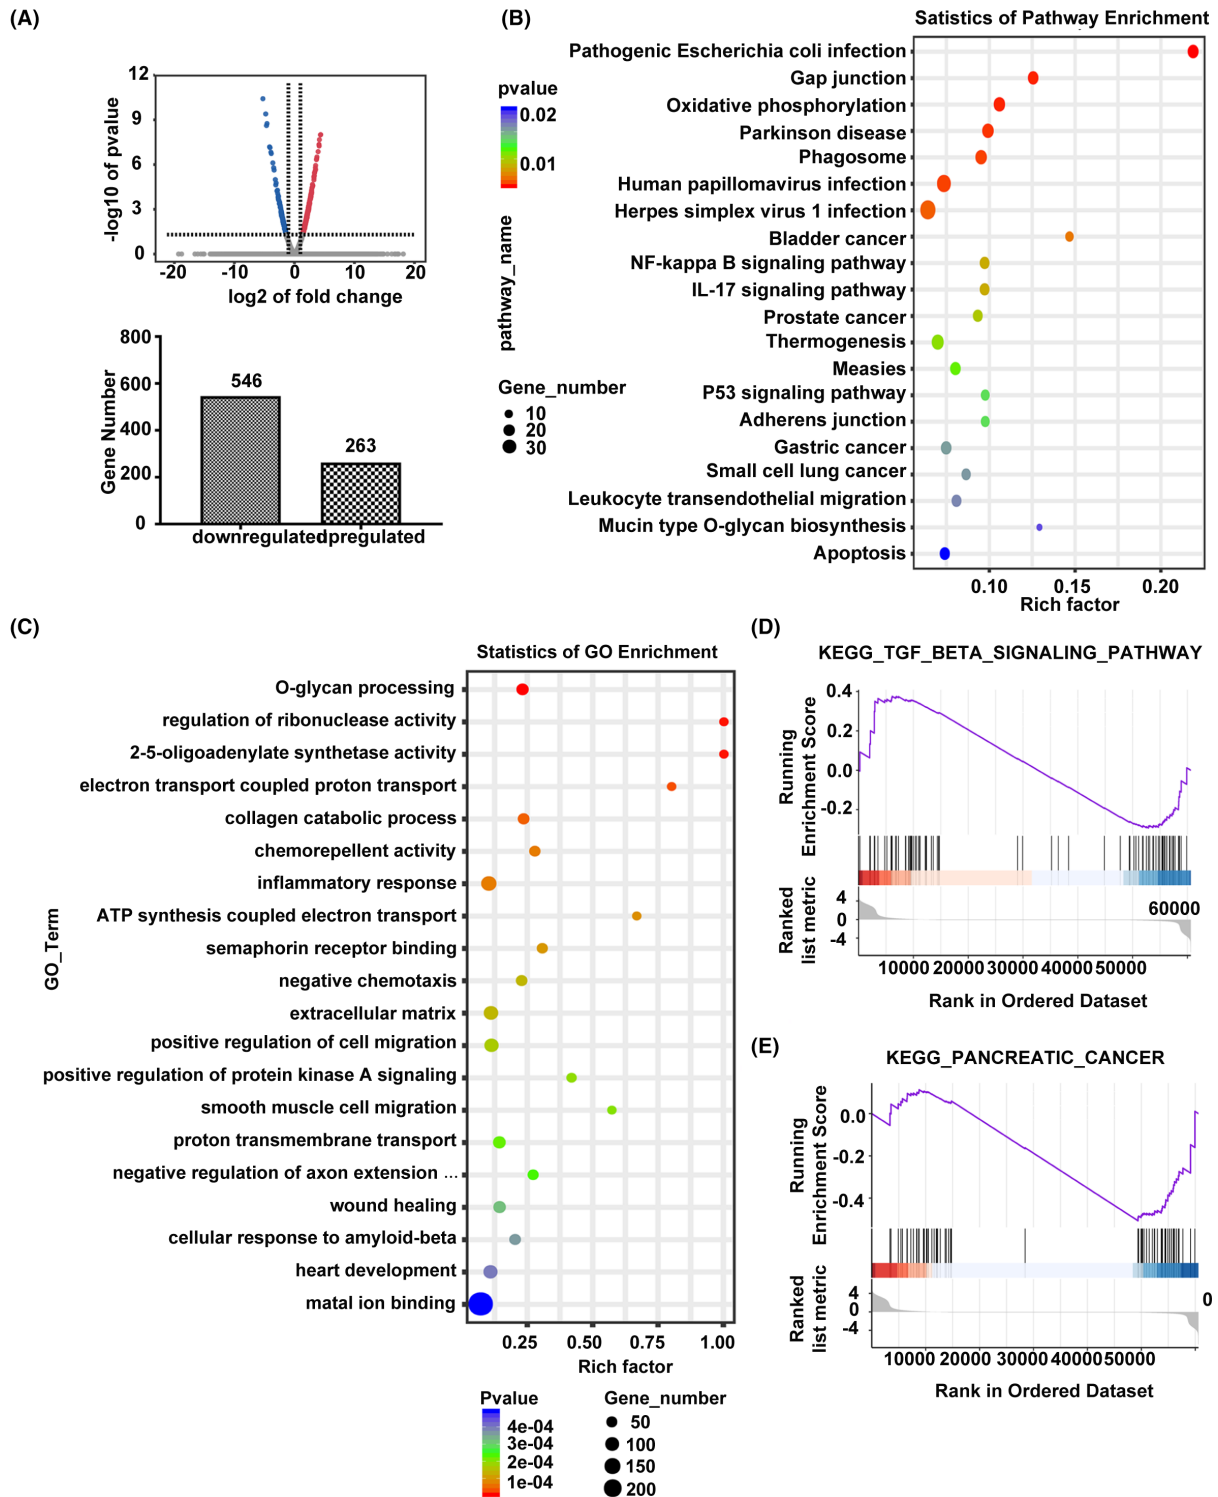 (A)
12
9
6
3
0
-log10 of pvalue
-20
-10
0
10
20
log2 of fold change
800
600
400
200
0
Gene Number
546
263
downregulated
upregulated
(B)
Satistics of Pathway Enrichment
pvalue
0.02
0.01
pathway_name
Gene_number
10
20
30
Pathogenic Escherichia coli infection
Gap junction
Oxidative phosphorylation
Parkinson disease
Phagosome
Human papillomavirus infection
Herpes simplex virus 1 infection
Bladder cancer
NF-kappa B signaling pathway
IL-17 signaling pathway
Prostate cancer
Thermogenesis
Measies
P53 signaling pathway
Adherens junction
Gastric cancer
Small cell lung cancer
Leukocyte transendothelial migration
Mucin type O-glycan biosynthesis
Apoptosis
0.10
0.15
0.20
Rich factor
(C)
Statistics of GO Enrichment
GO_Term
O-glycan processing
regulation of ribonuclease activity
2-5-oligoadenylate synthetase activity
electron transport coupled proton transport
collagen catabolic process
chemorepellent activity
inflammatory response
ATP synthesis coupled electron transport
semaphorin receptor binding
negative chemotaxis
extracellular matrix
positive regulation of cell migration
positive regulation of protein kinase A signaling
smooth muscle cell migration
proton transmembrane transport
negative regulation of axon extension ...
wound healing
cellular response to amyloid-beta
heart development
matal ion binding
0.25
0.50
0.75
1.00
Rich factor
Pvalue
4e-04
3e-04
2e-04
1e-04
Gene_number
50
100
150
200
(D)
KEGG_TGF_BETA_SIGNALING_PATHWAY
Running
Enrichment Score
0.4
0.2
0.0
-0.2
Ranked
list metric
4
0
-4
60000
10000
20000
30000
40000
50000
Rank in Ordered Dataset
(E)
KEGG_PANCREATIC_CANCER
Running
Enrichment Score
0.0
-0.2
-0.4
Ranked
list metric
4
0
-4
0
10000
20000
30000
40000
50000
Rank in Ordered Dataset